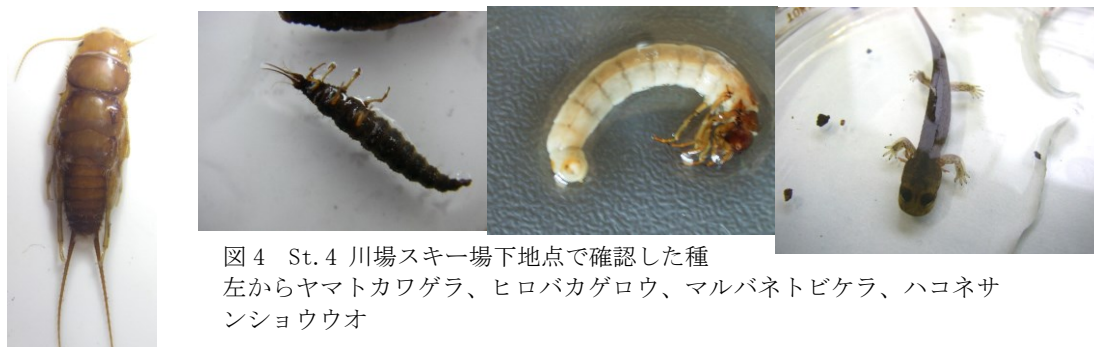 図4　St.4 川場スキー場下地点で確認した種
左からヤマトカワゲラ、ヒロバカゲロウ、マルバネトビケラ、ハコネサ
ンショウウオ